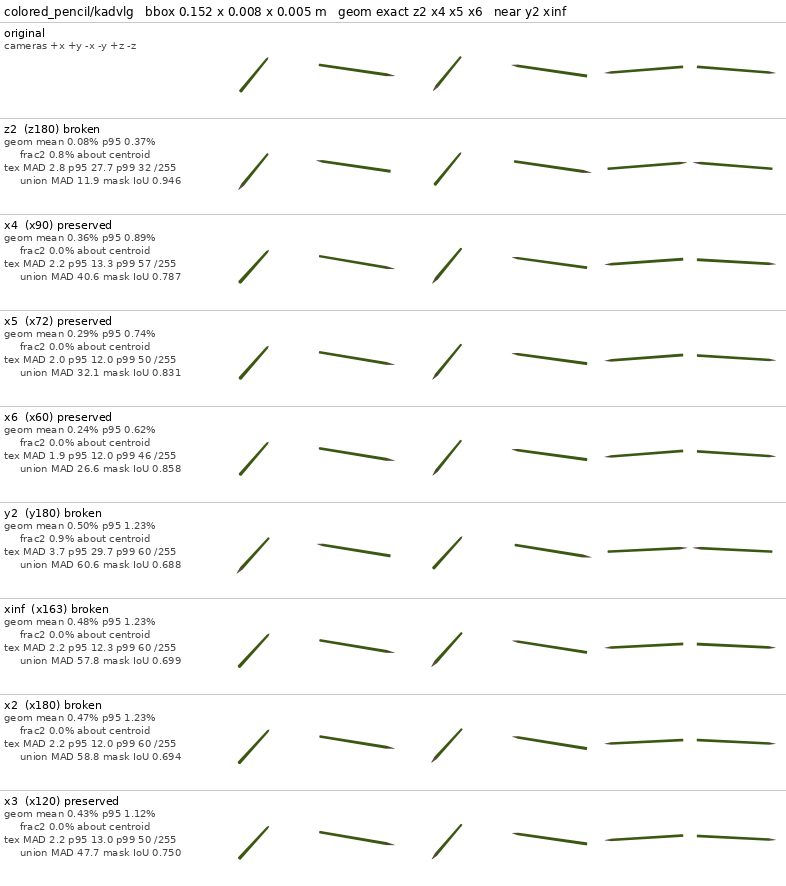 colored_pencil/kadvlg bbox 0.152 x 0.008 x 0.005 m geom exact z2 x4 x5 x6 near y2 xinf
original
cameras +x +y -x -y +z -z
z2 (z180) broken
geom mean 0.08% p95 0.37%
frac2 0.8% about centroid
tex MAD 2.8 p95 27.7 p99 32 /255
union MAD 11.9 mask IoU 0.946
x4 (x90) preserved
geom mean 0.36% p95 0.89%
frac2 0.0% about centroid
tex MAD 2.2 p95 13.3 p99 57 /255
union MAD 40.6 mask IoU 0.787
x5 (x72) preserved
geom mean 0.29% p95 0.74%
frac2 0.0% about centroid
tex MAD 2.0 p95 12.0 p99 50 /255
union MAD 32.1 mask IoU 0.831
x6 (x60) preserved
geom mean 0.24% p95 0.62%
frac2 0.0% about centroid
tex MAD 1.9 p95 12.0 p99 46 /255
union MAD 26.6 mask IoU 0.858
y2 (y180) broken
geom mean 0.50% p95 1.23%
frac2 0.9% about centroid
tex MAD 3.7 p95 29.7 p99 60 /255
union MAD 60.6 mask IoU 0.688
xinf (x163) broken
geom mean 0.48% p95 1.23%
frac2 0.0% about centroid
tex MAD 2.2 p95 12.3 p99 60 /255
union MAD 57.8 mask IoU 0.699
x2 (x180) broken
geom mean 0.47% p95 1.23%
frac2 0.0% about centroid
tex MAD 2.2 p95 12.0 p99 60 /255
union MAD 58.8 mask IoU 0.694
x3 (x120) preserved
geom mean 0.43% p95 1.12%
frac2 0.0% about centroid
tex MAD 2.2 p95 13.0 p99 50 /255
union MAD 47.7 mask IoU 0.750